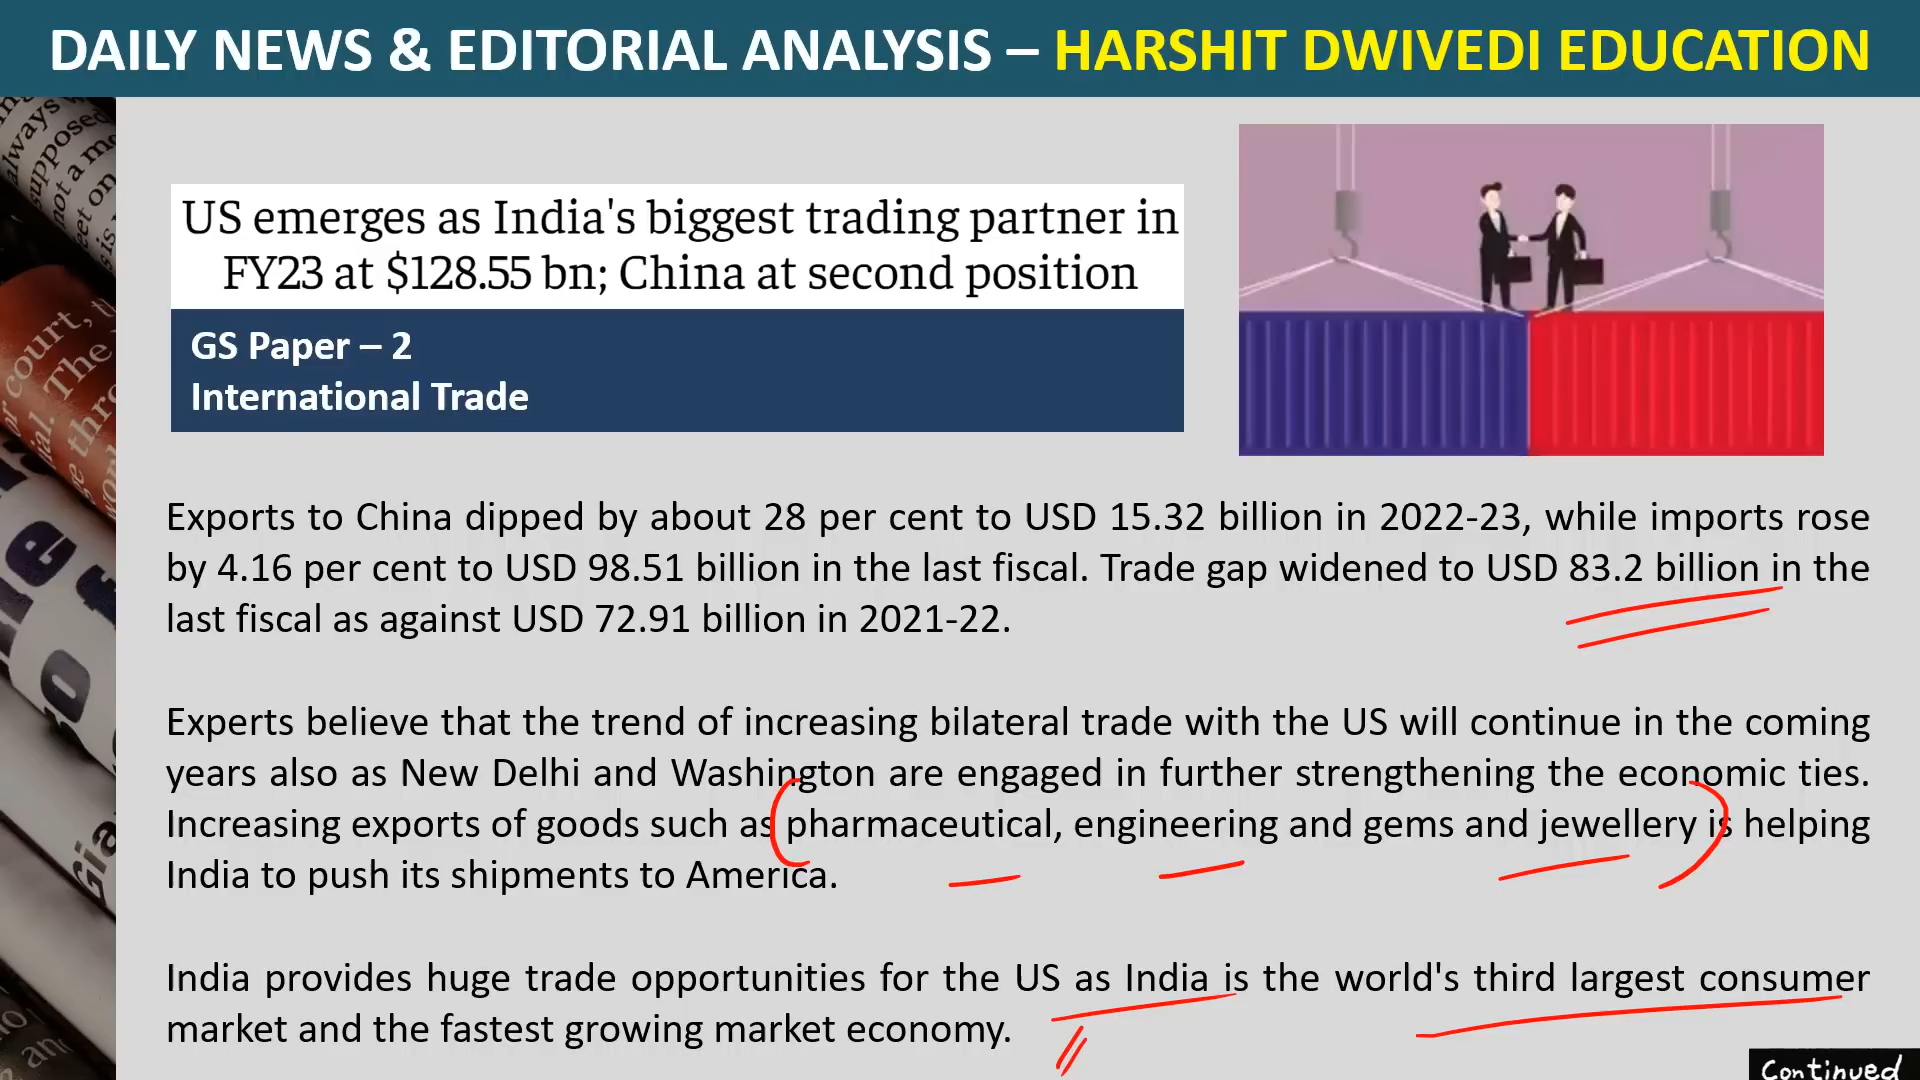 DAILY NEWS & EDITORIAL ANALYSIS – HARSHIT DWIVEDI EDUCATION
US emerges as India's biggest trading partner in
FY23 at $128.55 bn; China at second position
GS Paper – 2
International Trade
Exports to China dipped by about 28 per cent to USD 15.32 billion in 2022-23, while imports rose
by 4.16 per cent to USD 98.51 billion in the last fiscal. Trade gap widened to USD 83.2 billion in the
last fiscal as against USD 72.91 billion in 2021-22.
Experts believe that the trend of increasing bilateral trade with the US will continue in the coming
years also as New Delhi and Washington are engaged in further strengthening the economic ties.
Increasing exports of goods such as pharmaceutical, engineering and gems and jewellery is helping
India to push its shipments to America.
India provides huge trade opportunities for the US as India is the world's third largest consumer
market and the fastest growing market economy.
Continued